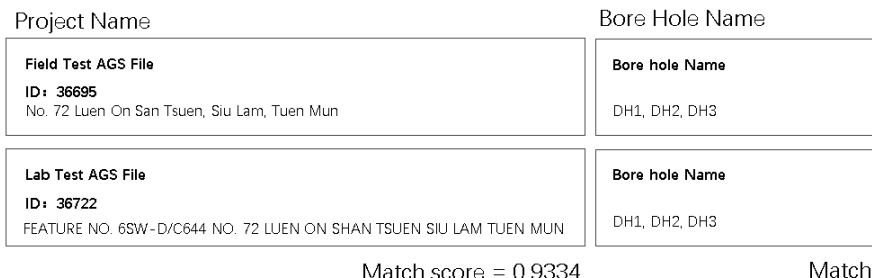 Project Name
Bore Hole Name
Field Test AGS File
ID: 36695
No. 72 Luen On San Tsuen, Siu Lam, Tuen Mun
Bore hole Name
DH1, DH2, DH3
Lab Test AGS File
ID: 36722
FEATURE NO. 6SW-D/C644 NO. 72 LUEN ON SHAN TSUEN SIU LAM TUEN MUN
Bore hole Name
DH1, DH2, DH3
Match score = 0.9334
Match